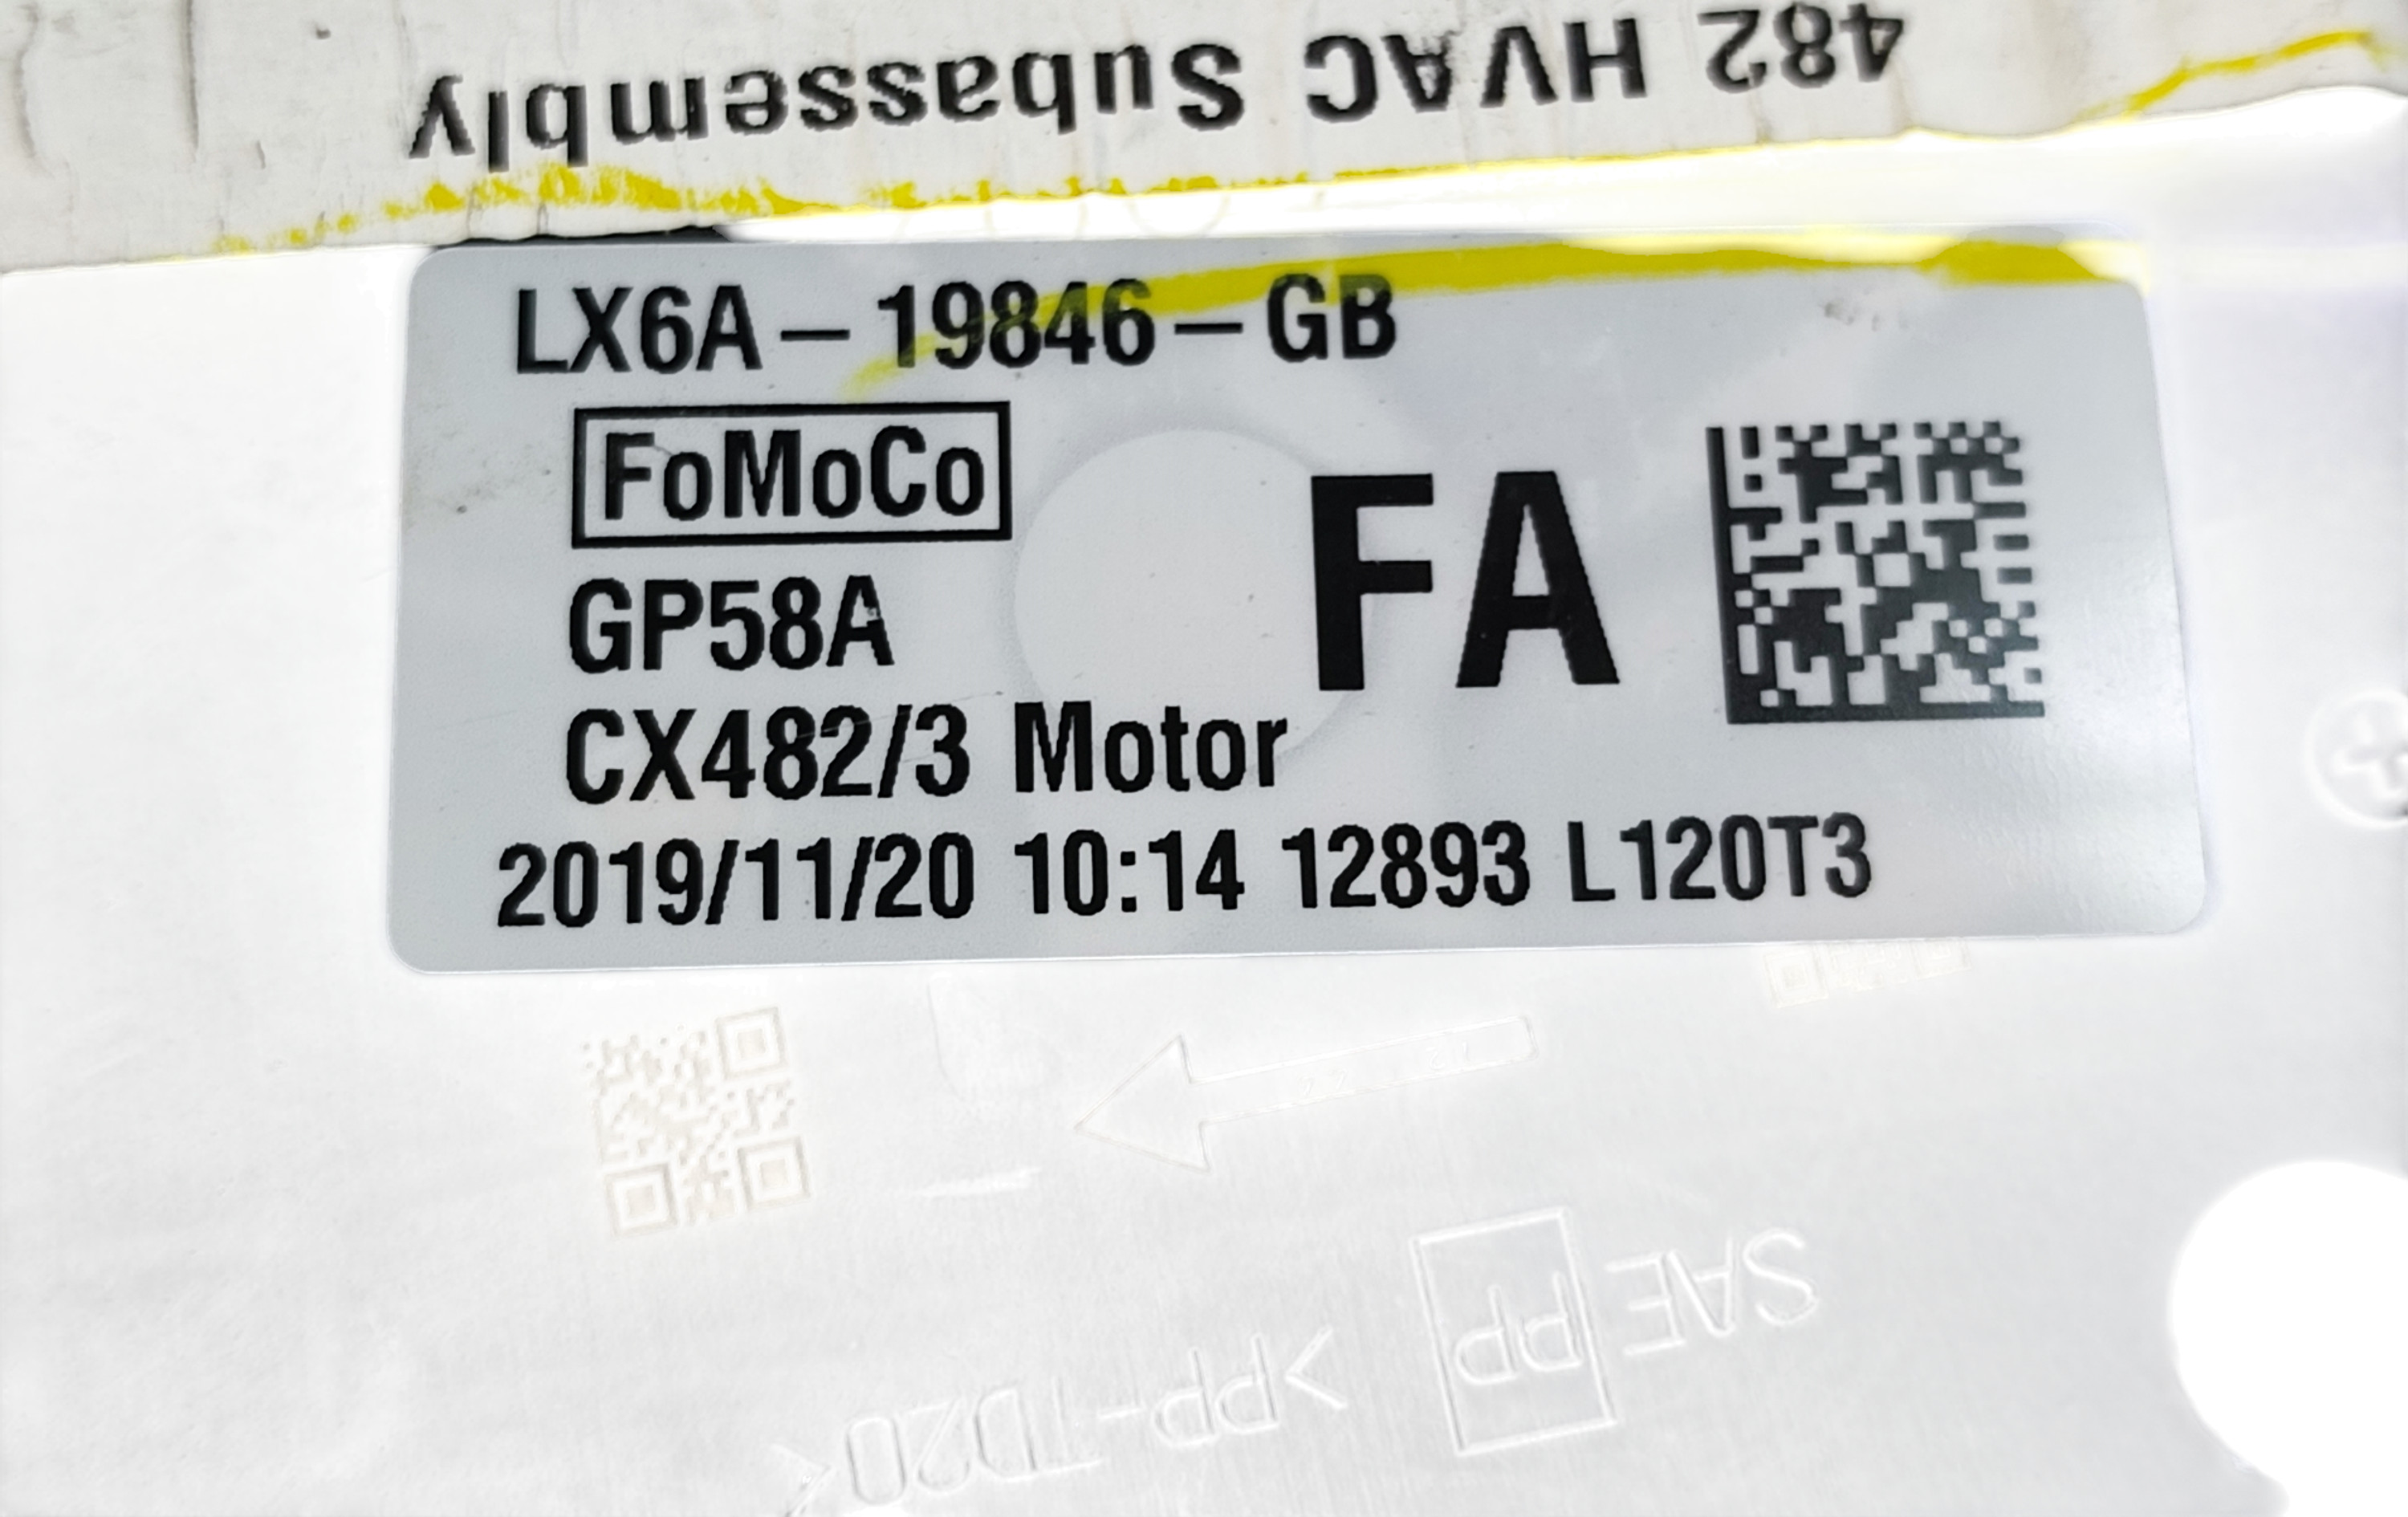 482 HVAC Subassembly
LX6A-19846-GB
FoMoCo
FA
GP58A
CX482/3 Motor
2019/11/20 10:14 12893 L120T3
SAE PP
>PP-TD20<